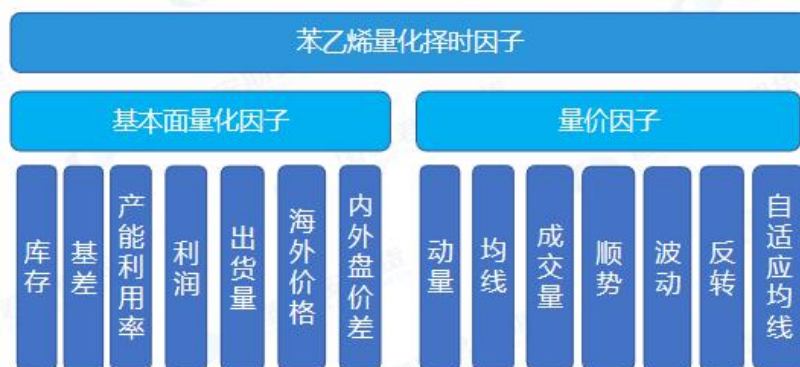 苯乙烯量化择时因子
基本面量化因子
量价因子
库存
基差
产能利用率
利润
出货量
海外价格
内外盘价差
动量
均线
成交量
顺势
波动
反转
自适应均线